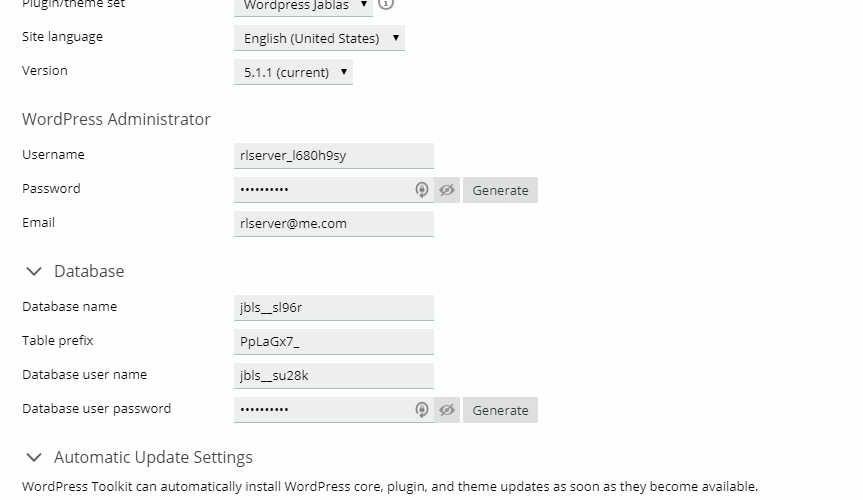 Plugin/theme set Wordpress Jablas
Site language English (United States)
Version 5.1.1 (current)
WordPress Administrator
Username rlserver_l680h9sy
Password •••••••••• Generate
Email rlserver@me.com
Database
Database name jbls__sl96r
Table prefix PpLaGx7_
Database user name jbls__su28k
Database user password •••••••••• Generate
Automatic Update Settings
WordPress Toolkit can automatically install WordPress core, plugin, and theme updates as soon as they become available.